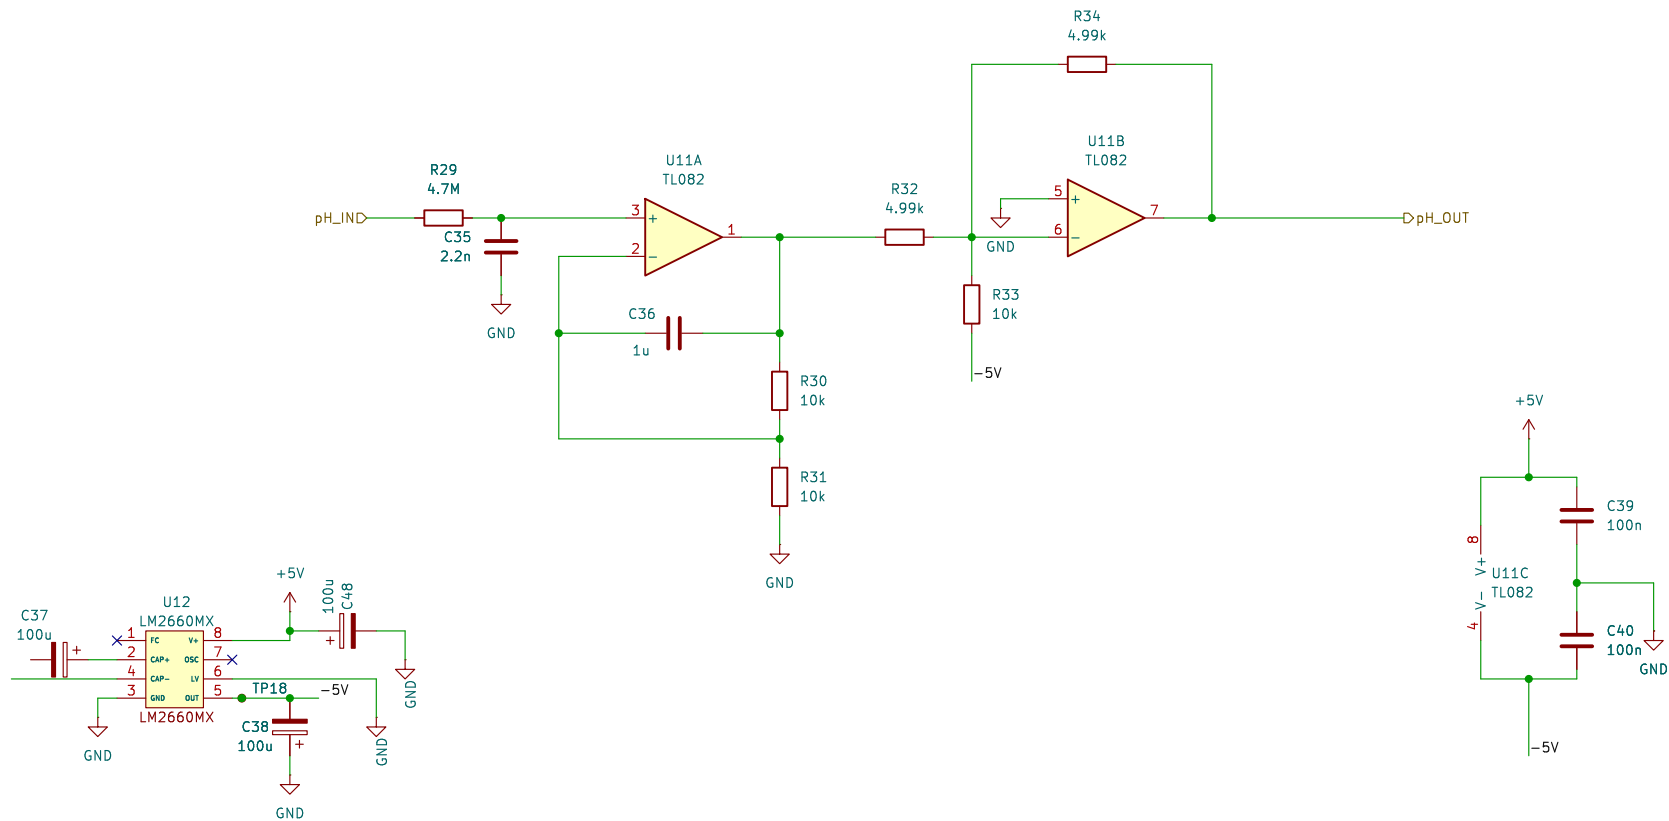 R34
4.99k
U11B
TL082
U11A
TL082
R29
4.7M
R32
4.99k
pH_IN
3
+
2
−
1
5
+
6
−
7
pH_OUT
C35
2.2n
GND
GND
R33
10k
C36
1u
-5V
R30
10k
R31
10k
GND
+5V
C39
100n
8
V+
V-
4
U11C
TL082
C40
100n
GND
-5V
+5V
100u
C48
+
GND
C37
100u
+
U12
LM2660MX
1
FC
V+
8
2
CAP+
OSC
7
4
CAP-
LV
6
3
GND
OUT
5
LM2660MX
GND
TP18
-5V
C38
100u
+
GND
GND